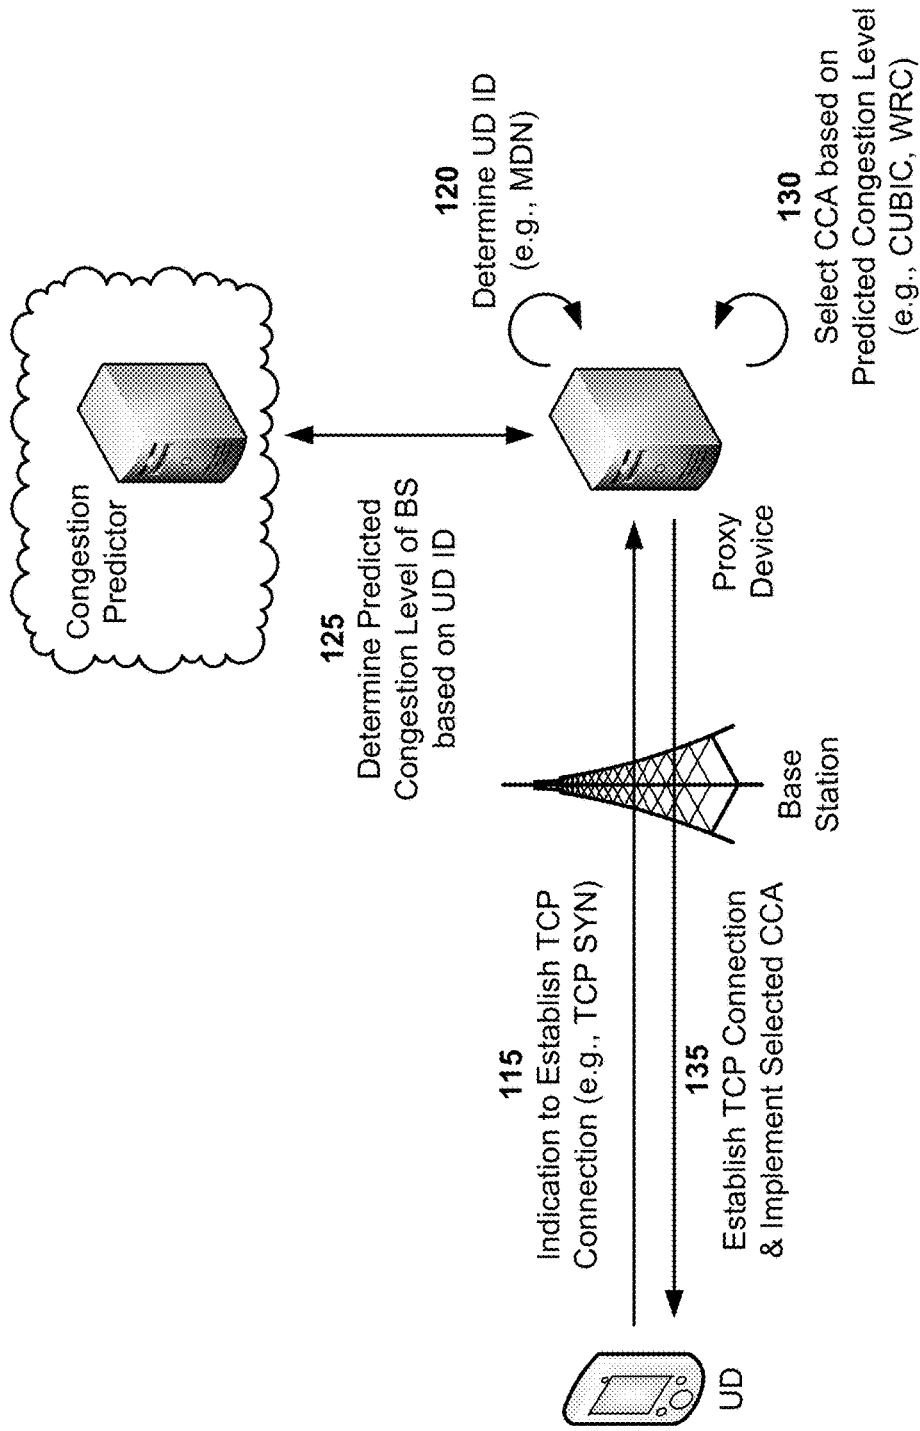 Congestion
Predictor
125
Determine Predicted
Congestion Level of BS
based on UD ID
120
Determine UD ID
(e.g., MDN)
115
Indication to Establish TCP
Connection (e.g., TCP SYN)
135
Establish TCP Connection
& Implement Selected CCA
UD
Base
Station
Proxy
Device
130
Select CCA based on
Predicted Congestion Level
(e.g., CUBIC, WRC)